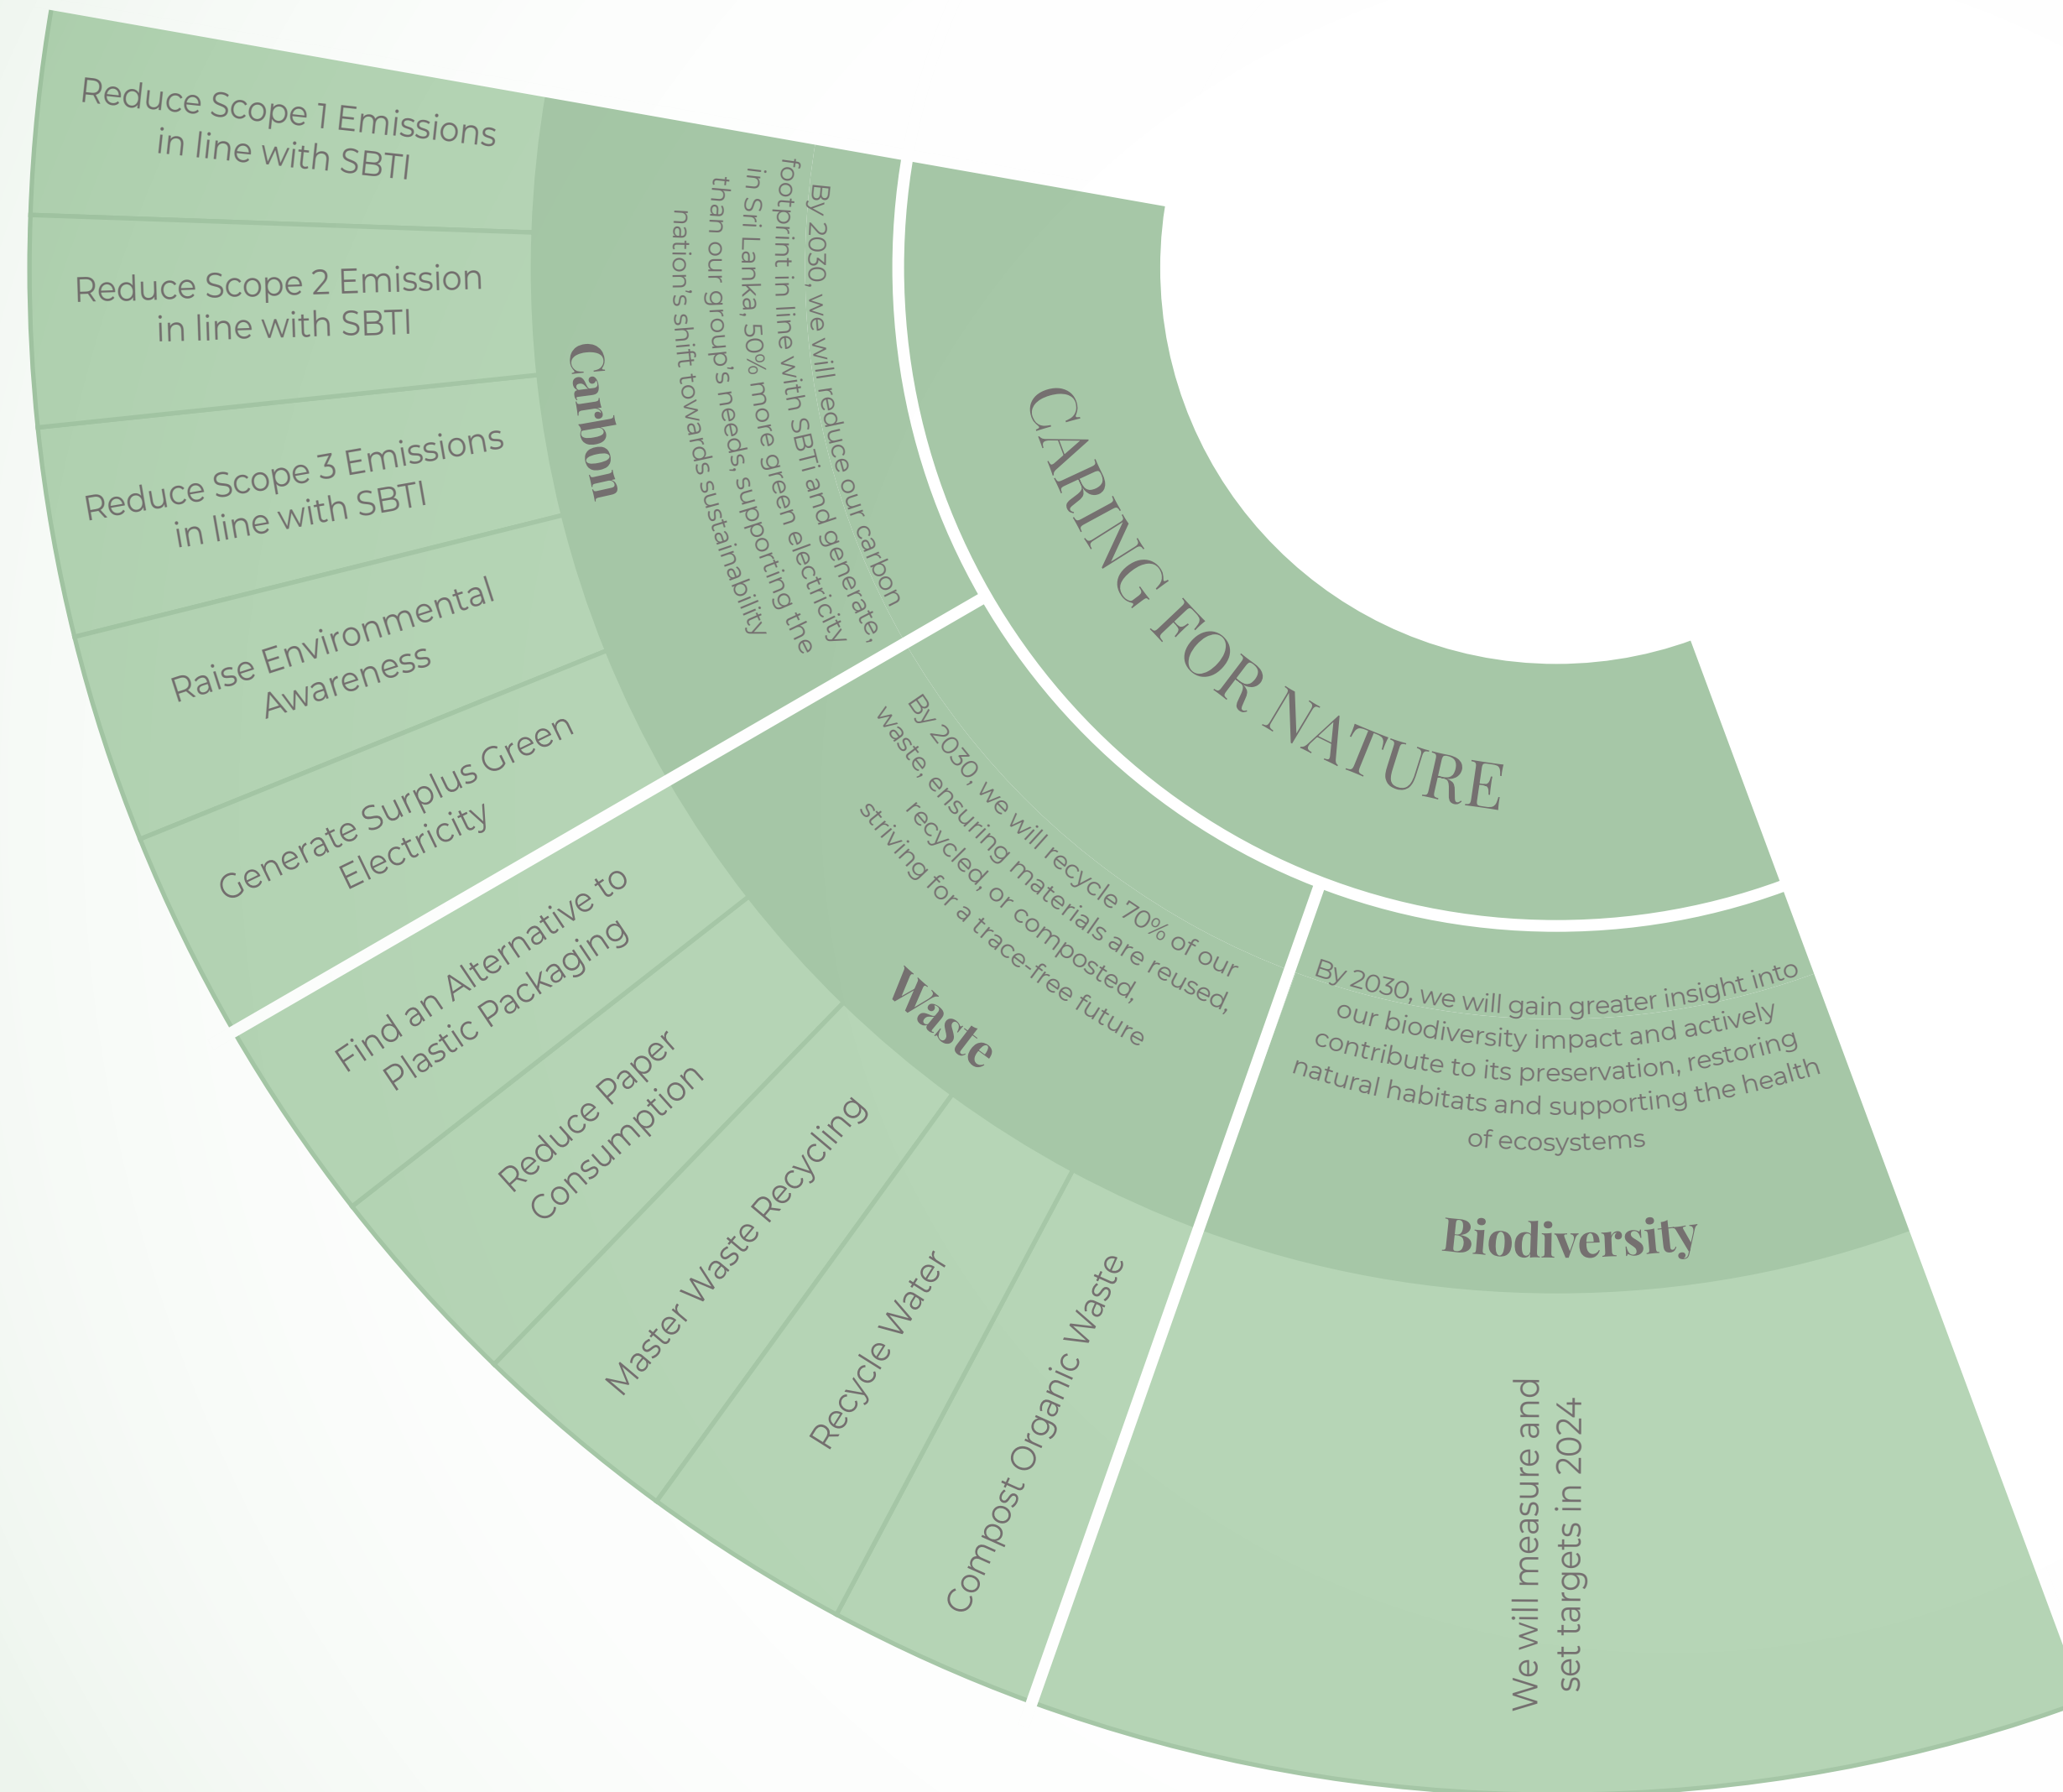 CARING FOR NATURE
By 2030, we will reduce our carbon
footprint in line with SBTi and generate,
in Sri Lanka, 50% more green electricity
than our group's needs, supporting the
nation's shift towards sustainability
Carbon
Reduce Scope 1 Emissions
in line with SBTI
Reduce Scope 2 Emission
in line with SBTI
Reduce Scope 3 Emissions
in line with SBTI
Raise Environmental
Awareness
Generate Surplus Green
Electricity
By 2030, we will recycle 70% of our
waste, ensuring materials are reused,
recycled, or composted,
striving for a trace-free future
Waste
Find an Alternative to
Plastic Packaging
Reduce Paper
Consumption
Master Waste Recycling
Recycle Water
Compost Organic Waste
By 2030, we will gain greater insight into
our biodiversity impact and actively
contribute to its preservation, restoring
natural habitats and supporting the health
of ecosystems
Biodiversity
We will measure and
set targets in 2024